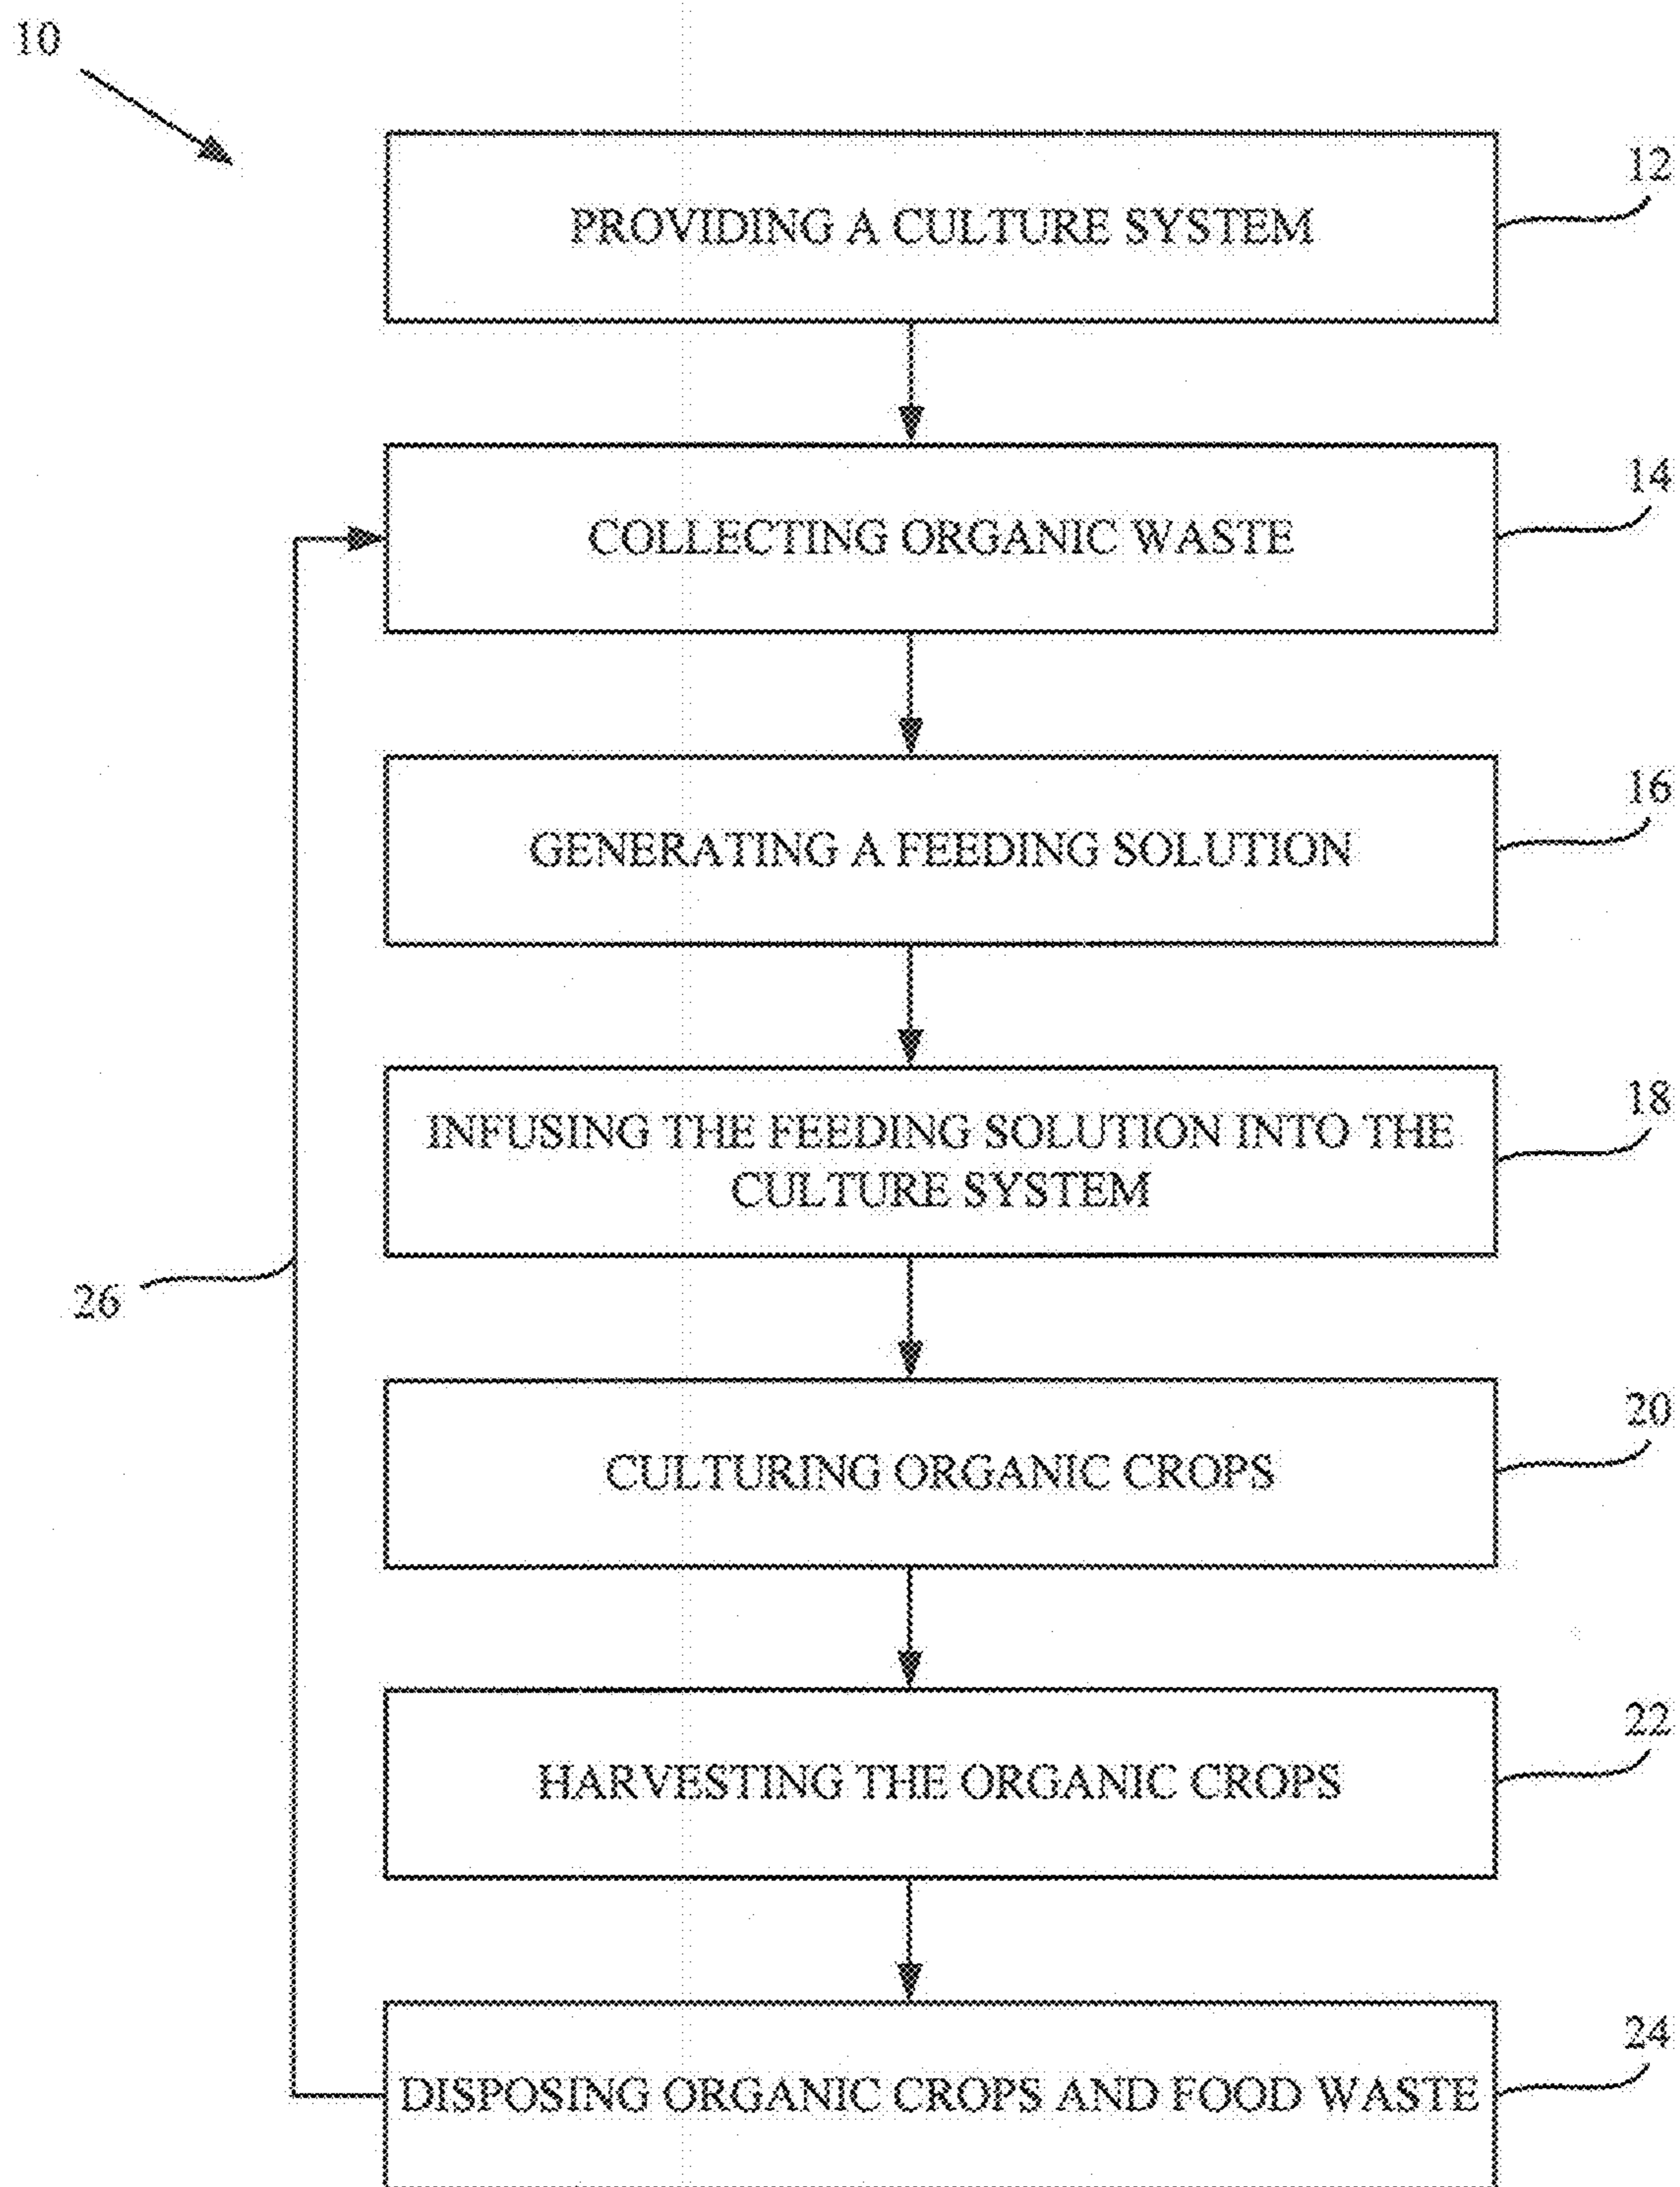 10
12
PROVIDING A CULTURE SYSTEM
14
COLLECTING ORGANIC WASTE
16
GENERATING A FEEDING SOLUTION
18
INFUSING THE FEEDING SOLUTION INTO THE
CULTURE SYSTEM
26
20
CULTURING ORGANIC CROPS
22
HARVESTING THE ORGANIC CROPS
24
DISPOSING ORGANIC CROPS AND FOOD WASTE